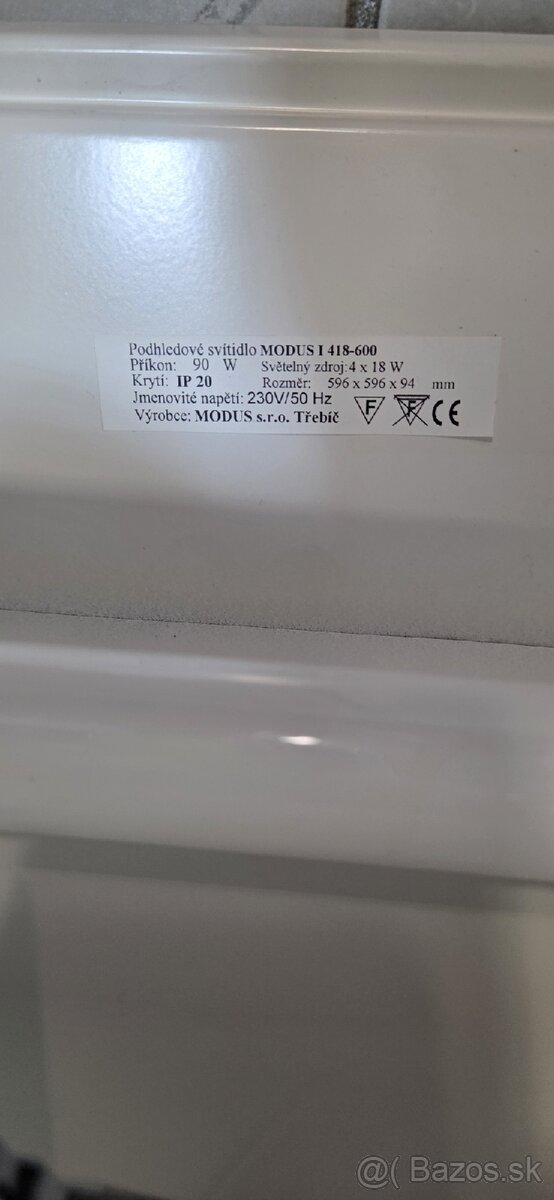 Podhledové svítidlo MODUS I 418-600
Příkon: 90 W Světelný zdroj: 4 x 18 W
Krytí: IP 20 Rozměr: 596 x 596 x 94 mm
Jmenovité napětí: 230V/50 Hz F F CE
Výrobce: MODUS s.r.o. Třebíč
@( Bazos.sk